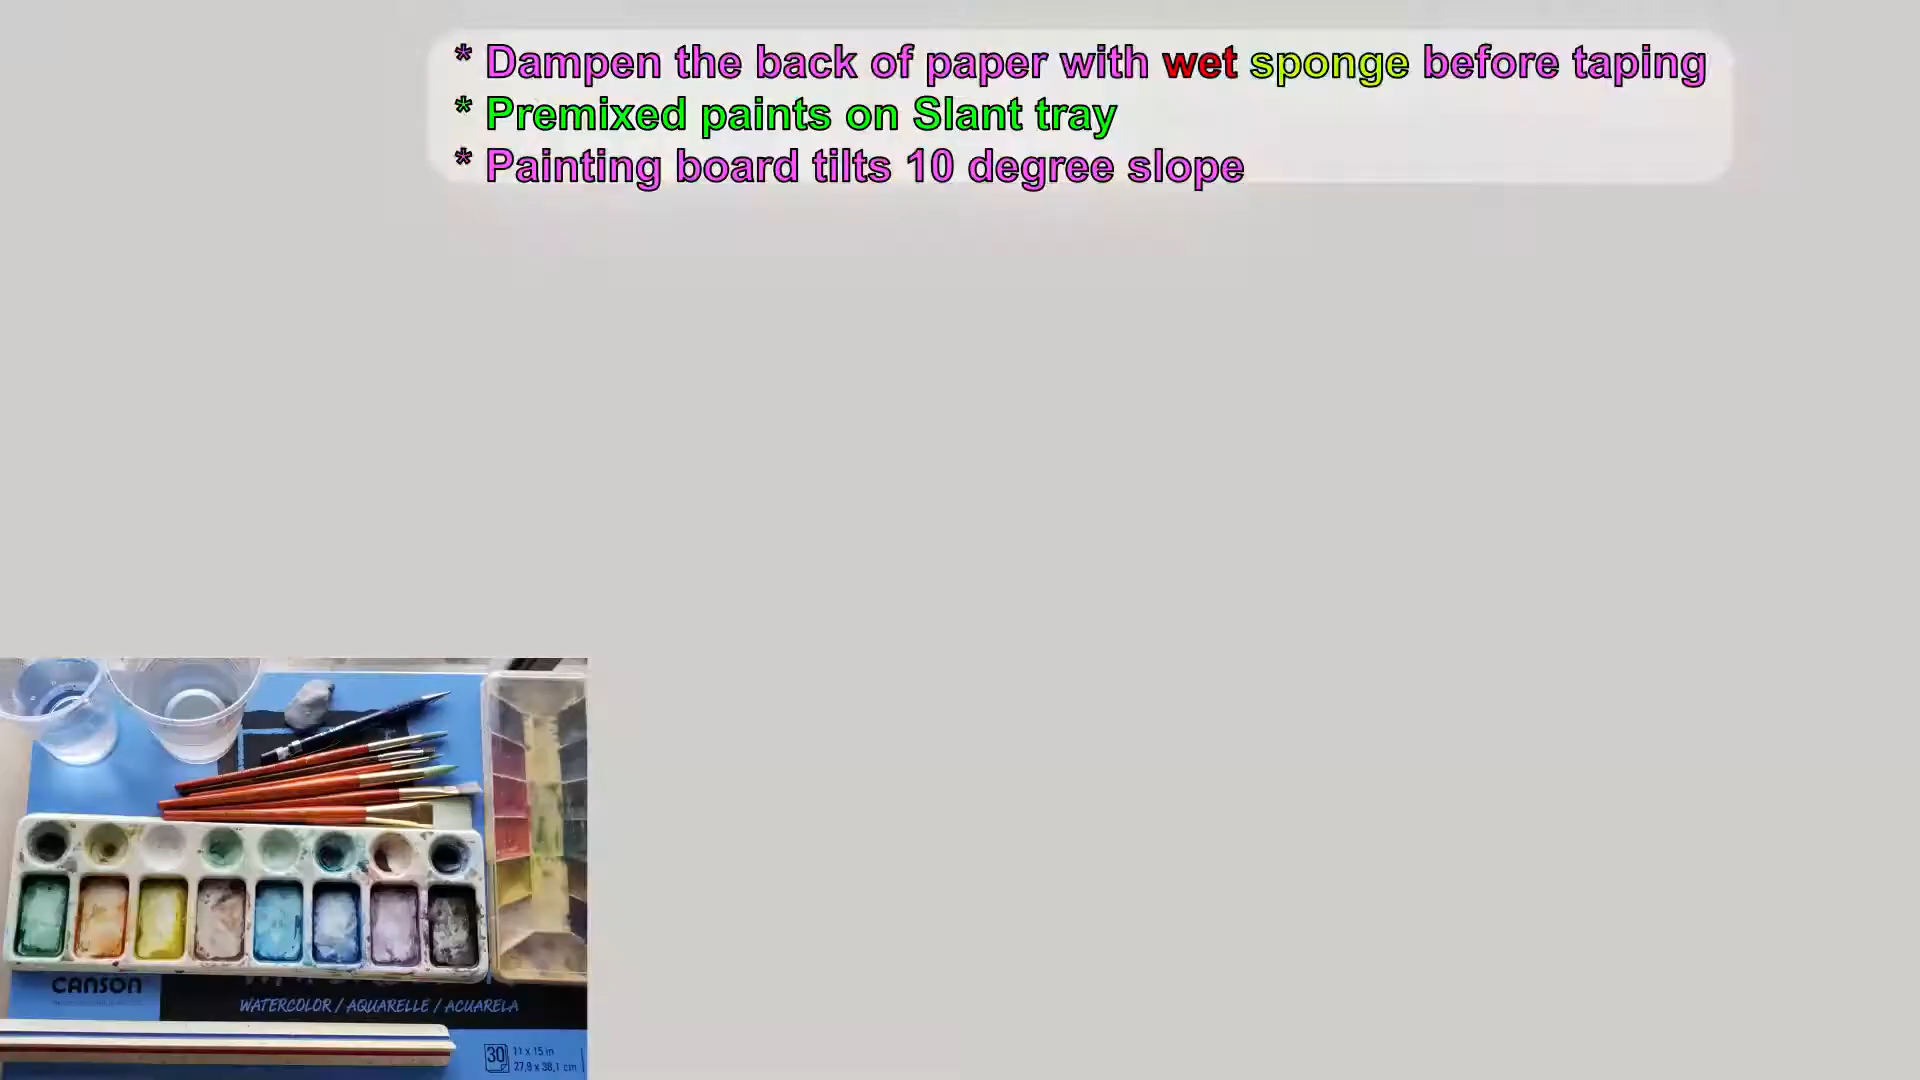 * Dampen the back of paper with wet sponge before taping
* Premixed paints on Slant tray
* Painting board tilts 10 degree slope
CANSON
WATERCOLOR / AQUARELLE / ACUARELA
30
11 x 15 in
27,9 x 38,1 cm